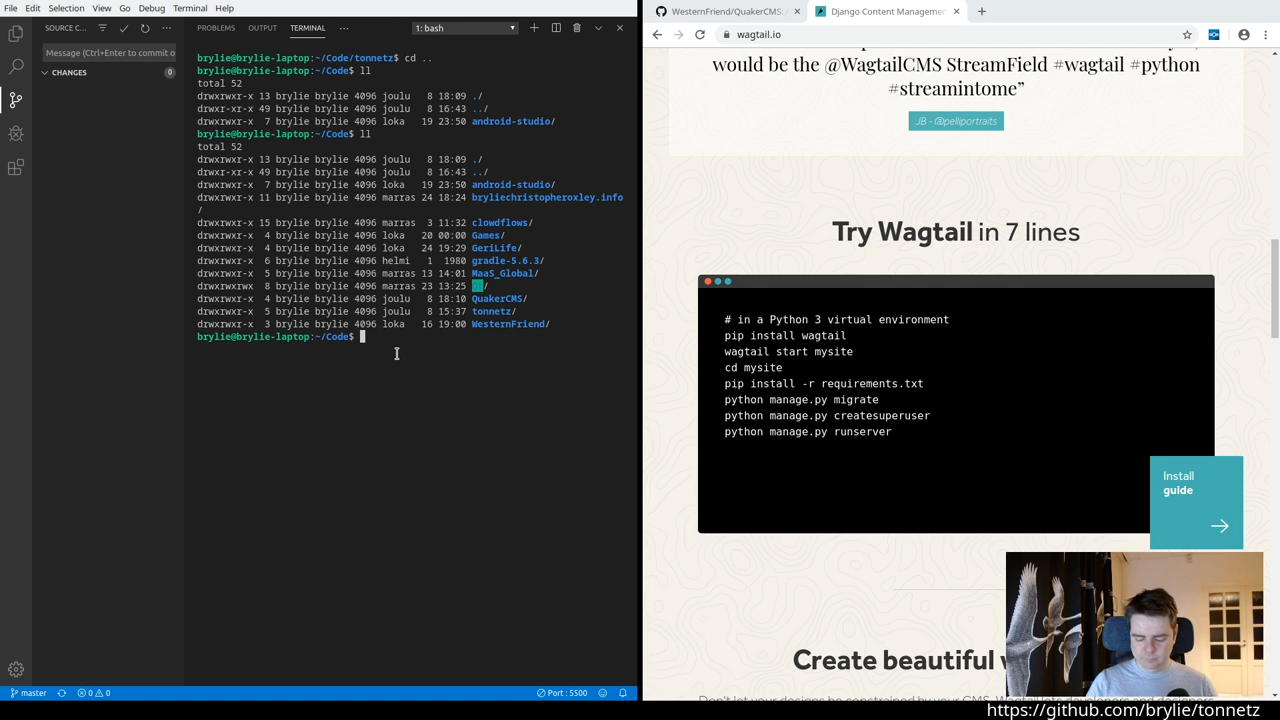 File Edit Selection View Go Debug Terminal Help
SOURCE C...
PROBLEMS OUTPUT TERMINAL ... 1: bash
Message (Ctrl+Enter to commit o
CHANGES 0
brylie@brylie-laptop:~/Code/tonnetz$ cd ..
brylie@brylie-laptop:~/Code$ ll
total 52
drwxrwxr-x 13 brylie brylie 4096 joulu   8 18:09 ./
drwxr-xr-x 49 brylie brylie 4096 joulu   8 16:43 ../
drwxrwxr-x  7 brylie brylie 4096 loka   19 23:50 android-studio/
brylie@brylie-laptop:~/Code$ ll
total 52
drwxrwxr-x 13 brylie brylie 4096 joulu   8 18:09 ./
drwxr-xr-x 49 brylie brylie 4096 joulu   8 16:43 ../
drwxrwxr-x  7 brylie brylie 4096 loka   19 23:50 android-studio/
drwxrwxr-x 11 brylie brylie 4096 marras 24 18:24 bryliechristopheroxley.info
/
drwxrwxr-x 15 brylie brylie 4096 marras  3 11:32 clowdflows/
drwxrwxr-x  4 brylie brylie 4096 loka   20 00:00 Games/
drwxrwxr-x  4 brylie brylie 4096 loka   24 19:29 GeriLife/
drwxrwxr-x  6 brylie brylie 4096 helmi   1  1980 gradle-5.6.3/
drwxrwxr-x  5 brylie brylie 4096 marras 13 14:01 MaaS_Global/
drwxrwxrwx  8 brylie brylie 4096 marras 23 13:25 /
drwxrwxr-x  4 brylie brylie 4096 joulu   8 18:10 QuakerCMS/
drwxrwxr-x  5 brylie brylie 4096 joulu   8 15:37 tonnetz/
drwxrwxr-x  3 brylie brylie 4096 loka   16 19:00 WesternFriend/
brylie@brylie-laptop:~/Code$
master 0 0 Port : 5500
WesternFriend/QuakerCMS: Django Content Manageme
wagtail.io
would be the @WagtailCMS StreamField #wagtail #python
#streamintome”
JB - @pelliportraits
Try Wagtail in 7 lines
# in a Python 3 virtual environment
pip install wagtail
wagtail start mysite
cd mysite
pip install -r requirements.txt
python manage.py migrate
python manage.py createsuperuser
python manage.py runserver
Install
guide
Create beautiful
https://github.com/brylie/tonnetz